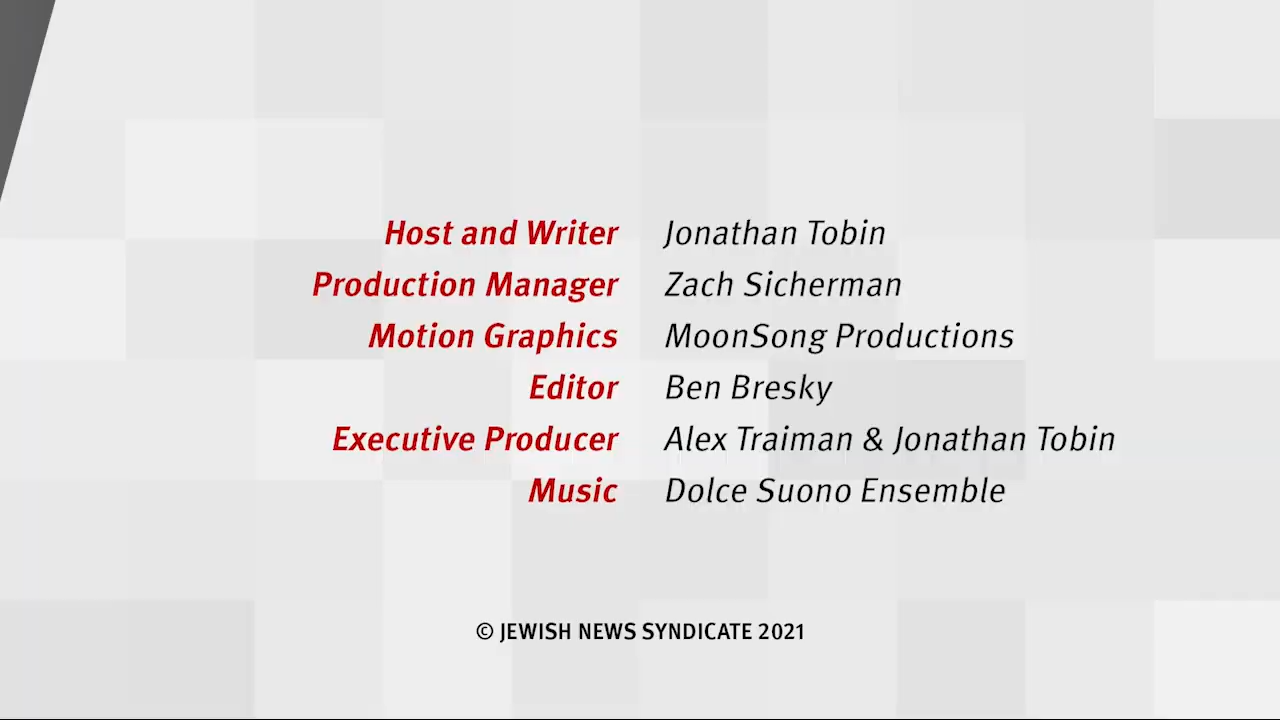 Host and Writer Jonathan Tobin
Production Manager Zach Sicherman
Motion Graphics MoonSong Productions
Editor Ben Bresky
Executive Producer Alex Traiman & Jonathan Tobin
Music Dolce Suono Ensemble
© JEWISH NEWS SYNDICATE 2021